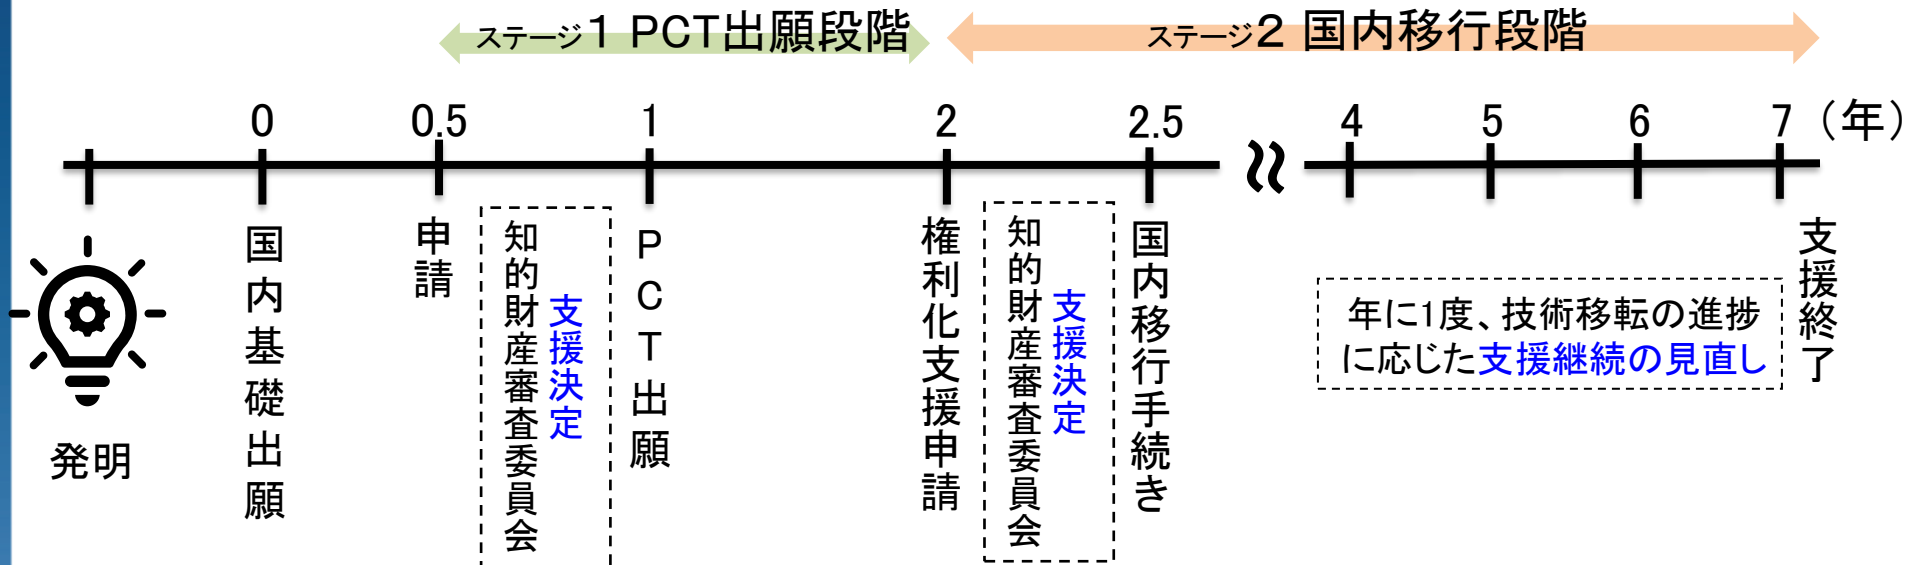 ステージ1 PCT出願段階
ステージ2 国内移行段階
0
0.5
1
2
2.5
4
5
6
7
（年）
発明
国内基礎出願
申請
知的財産審査委員会
支援決定
PCT出願
権利化支援申請
知的財産審査委員会
支援決定
国内移行手続き
年に1度、技術移転の進捗
に応じた支援継続の見直し
支援終了